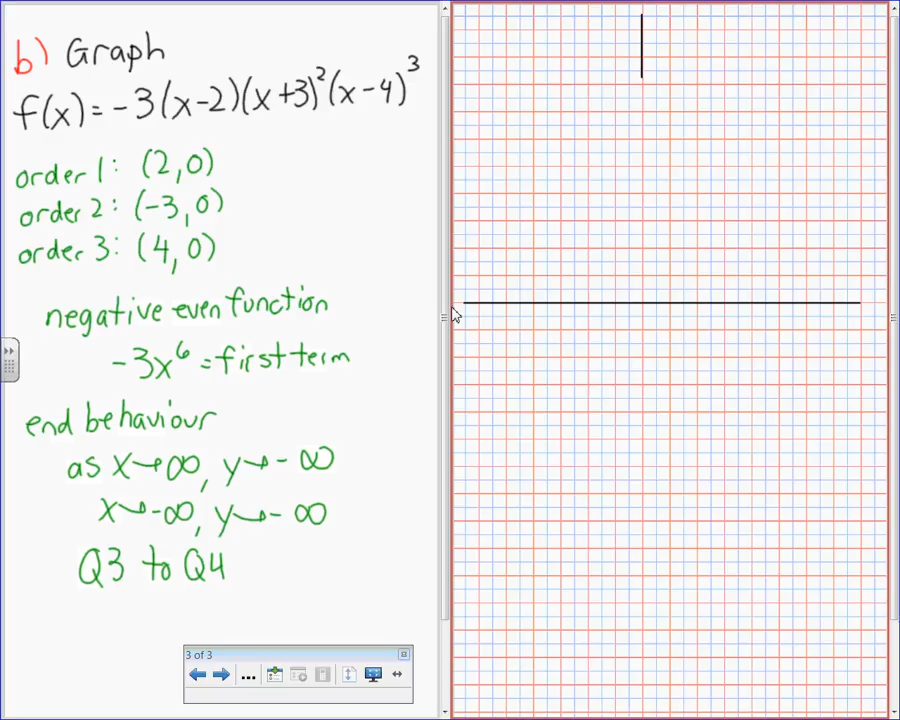 b) Graph
f(x) = -3(x-2)(x+3)²(x-4)³
order 1: (2,0)
order 2: (-3,0)
order 3: (4,0)
negative even function
-3x⁶ = first term
end behaviour
as x→∞, y→-∞
x→-∞, y→-∞
Q3 to Q4
3 of 3
...